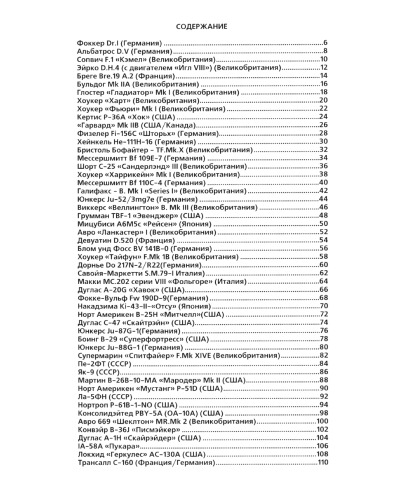 СОДЕРЖАНИЕ
Фоккер Dr.I (Германия) 6
Альбатрос D.V (Германия) 8
Сопвич F.1 «Кэмел» (Великобритания) 10
Эйрко D.H.4 (с двигателем «Игл VIII») (Великобритания) 12
Бреге Bre.19 A.2 (Франция) 14
Бульдог МIIА (Великобритания) 16
Глостер «Гладиатор» Mk I (Великобритания) 18
Хоукер «Харт» (Великобритания) 20
Хоукер «Фьюри» Mk I (Великобритания) 22
Кертис Р-36А «Хок» (США) 24
«Гарвард» Mk IIB (США/Канада) 26
Физелер Fi-156C «Шторьх» (Германия) 28
Хейнкель He-111H-16 (Германия) 30
Бристоль Бофайтер - TF.Mk.X (Великобритания) 32
Мессершмитт Bf 109E-7 (Германия) 34
Шорт С-25 «Сандерлэнд» III (Великобритания) 36
Хоукер «Харрикейн» Mk I (Великобритания) 38
Мессершмитт Bf 110C-4 (Германия) 40
Галифакс - B. Mk I «Series I» (Великобритания) 42
Юнкерс Ju-52/3mg7e (Германия) 44
Виккерс «Веллингтон» B. Mk III (Великобритания) 46
Грумман TBF-1 «Эвенджер» (США) 48
Мицубиси A6M5c «Рейсен» (Япония) 50
Авро «Ланкастер» I (Великобритания) 52
Девуатин D.520 (Франция) 54
Блом унд Фосс BV 141B-0 (Германия) 56
Хоукер «Тайфун» F.Mk 1B (Великобритания) 58
Дорнье Do 217N-2/R22(Германия) 60
Савойя-Маркетти S.M.79-I Италия) 62
Макки МС.202 серии VIII «Фольгоре» (Италия) 64
Дуглас A-20G «Хавок» (США) 66
Фокке-Вульф Fw 190D-9(Германия) 68
Накадзима Ki-43-II-«Отсу» (Япония) 70
Норт Америкен B-25H «Митчелл»(США) 72
Дуглас C-47 «Скайтрэйн» (США) 74
Юнкерс Ju-87G-1(Германия) 76
Боинг B-29 «Суперфортресс» (США) 78
Юнкерс Ju-88G-1 (Германия) 80
Супермарин «Спитфайер» F.Mk XIVE (Великобритания) 82
Пе-2ФТ (СССР) 84
Як-9 (СССР) 86
Мартин B-26B-10-MA «Мародер» Mk II (США) 88
Норт Америкен «Мустанг» P-51D (США) 90
Ла-5ФН (СССР) 92
Нортроп P-61B-1-NO (США) 94
Консолидэйтед PBY-5A (OA-10A) (США) 98
Авро 669 «Шеклтон» MR.Mk 2 (Великобритания) 100
Конвэйр B-36J «Писмэйкер» 102
Дуглас A-1H «Скайрэйдер» (США) 104
IA-58A «Пукара» 106
Локхид «Геркулес» AC-130A (США) 108
Трансалл C-160 (Франция/Германия) 110